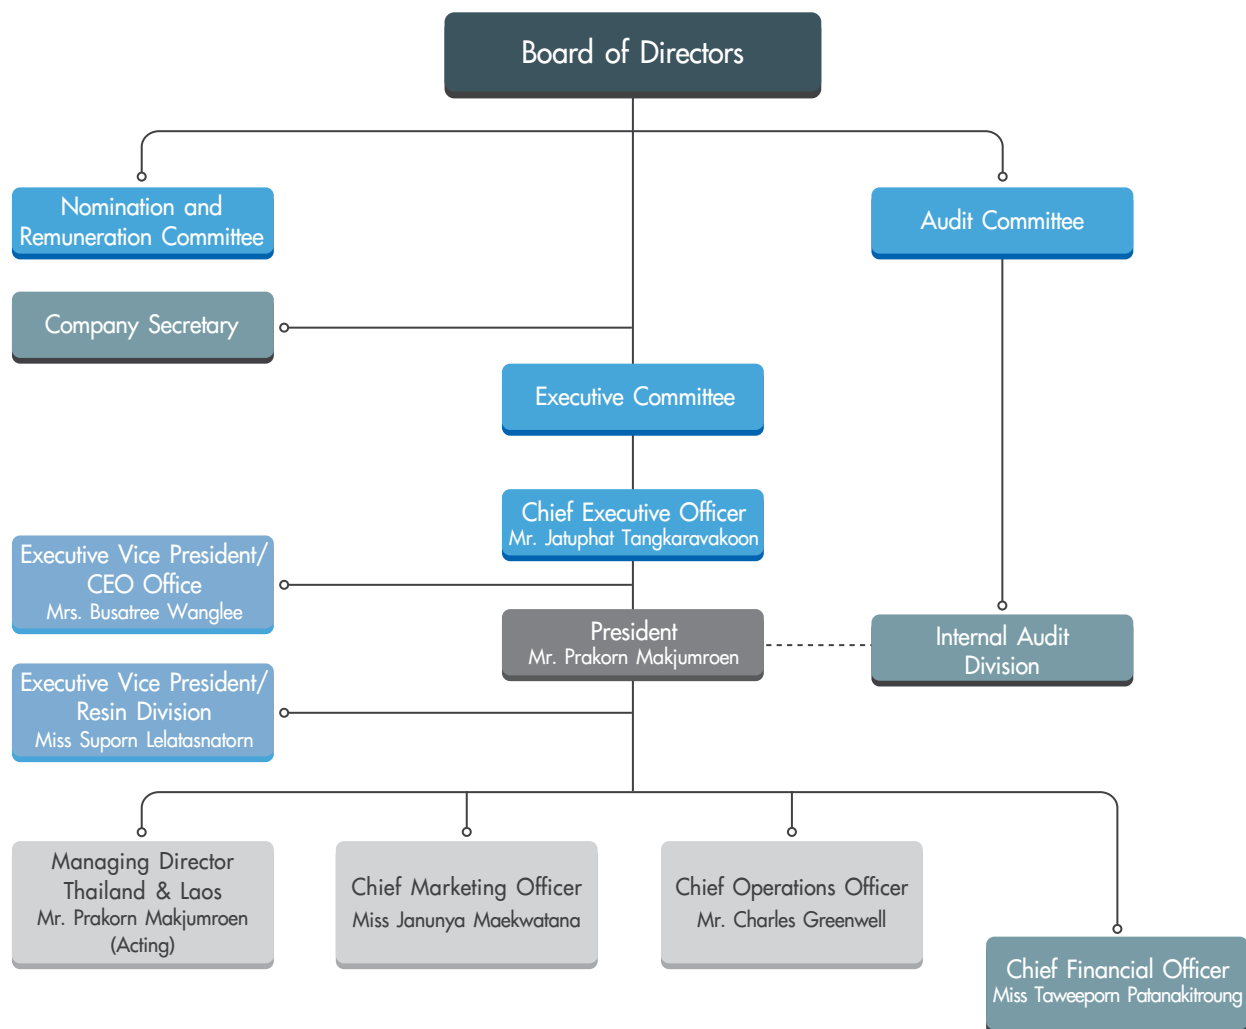 Board of Directors
Nomination and
Remuneration Committee
Audit Committee
Company Secretary
Executive Committee
Chief Executive Officer
Mr. Jatuphat Tangkaravakoon
Executive Vice President/
CEO Office
Mrs. Busatree Wanglee
President
Mr. Prakorn Makjumroen
Internal Audit
Division
Executive Vice President/
Resin Division
Miss Suporn Lelatasnatorn
Managing Director
Thailand & Laos
Mr. Prakorn Makjumroen
(Acting)
Chief Marketing Officer
Miss Janunya Maekwatana
Chief Operations Officer
Mr. Charles Greenwell
Chief Financial Officer
Miss Taweeporn Patanakitroung